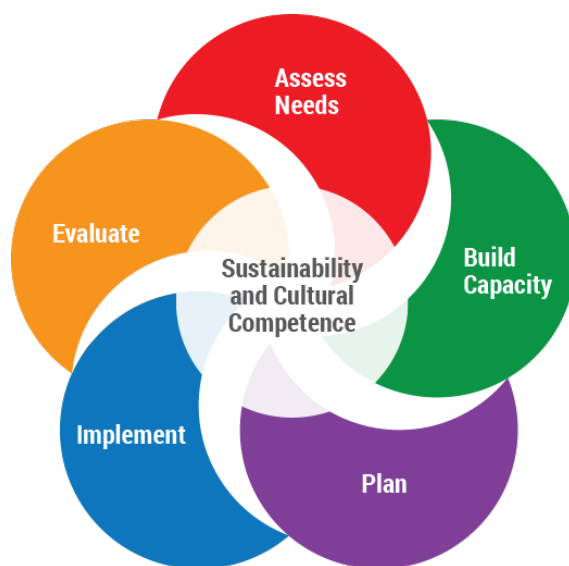 Assess
Needs
Build
Capacity
Plan
Implement
Evaluate
Sustainability
and Cultural
Competence